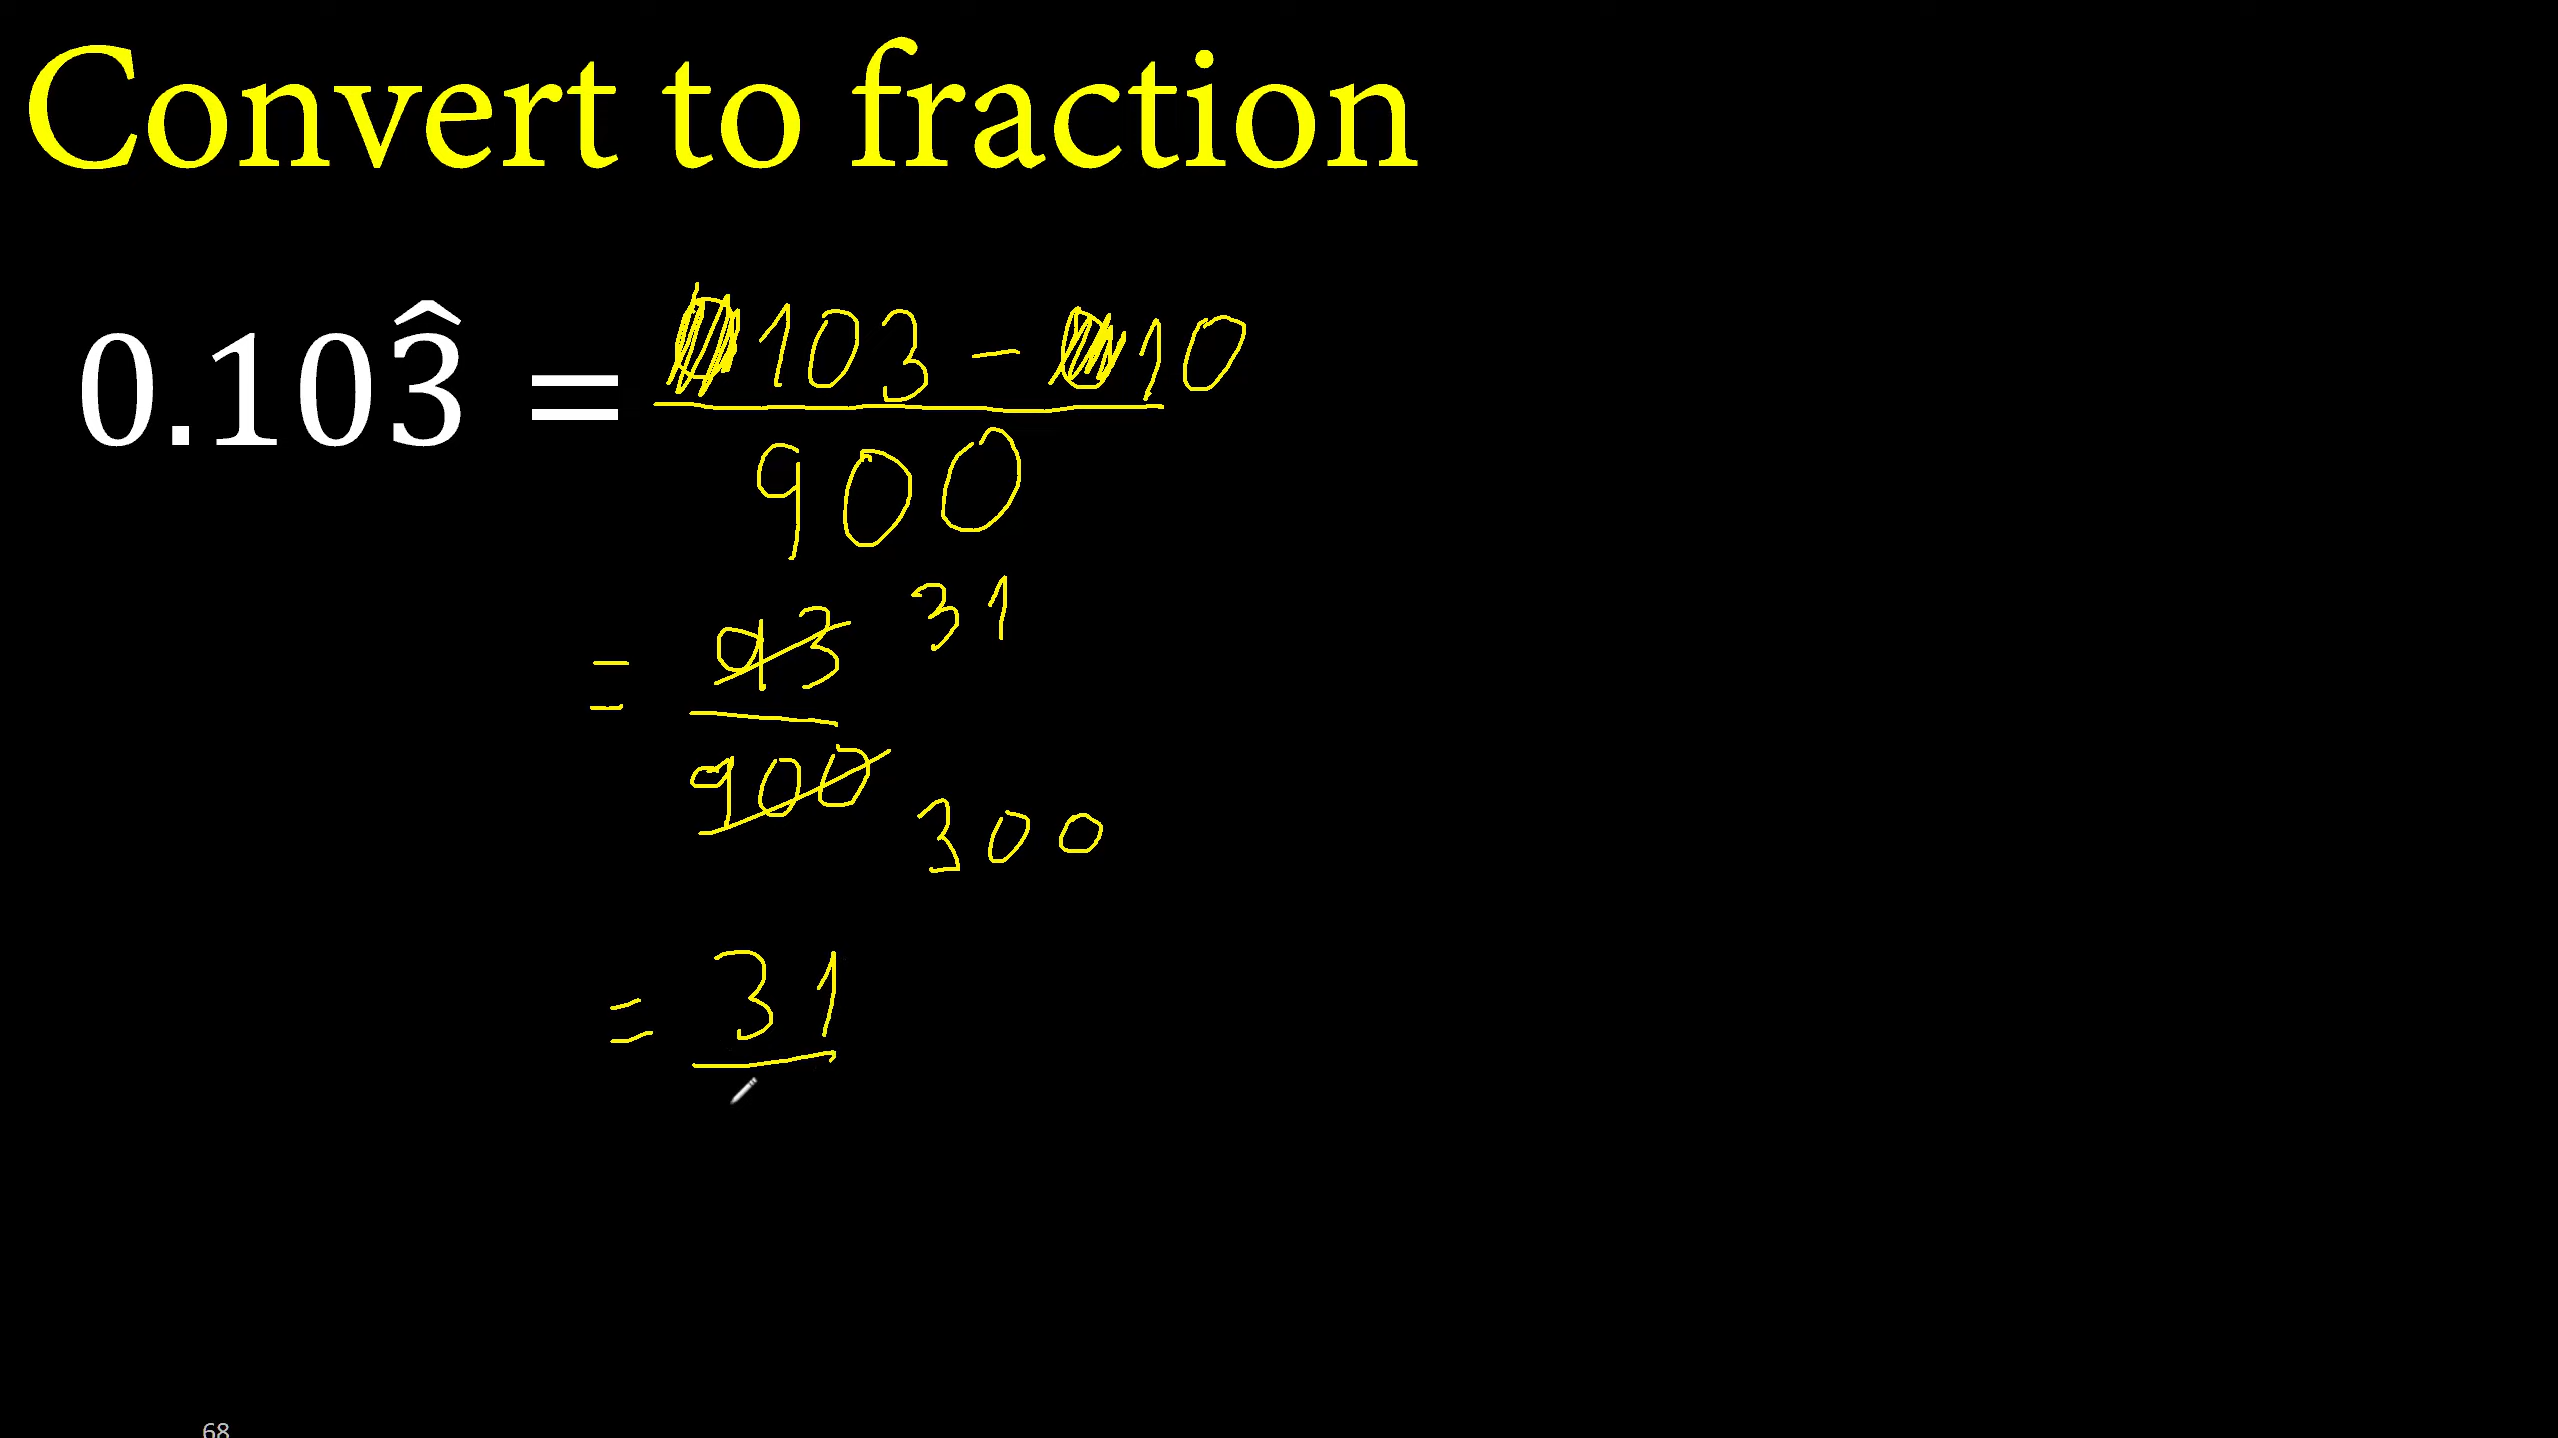 Convert to fraction
0.103̂ = 103 - 10
900
= 93 31
900 300
= 31
68